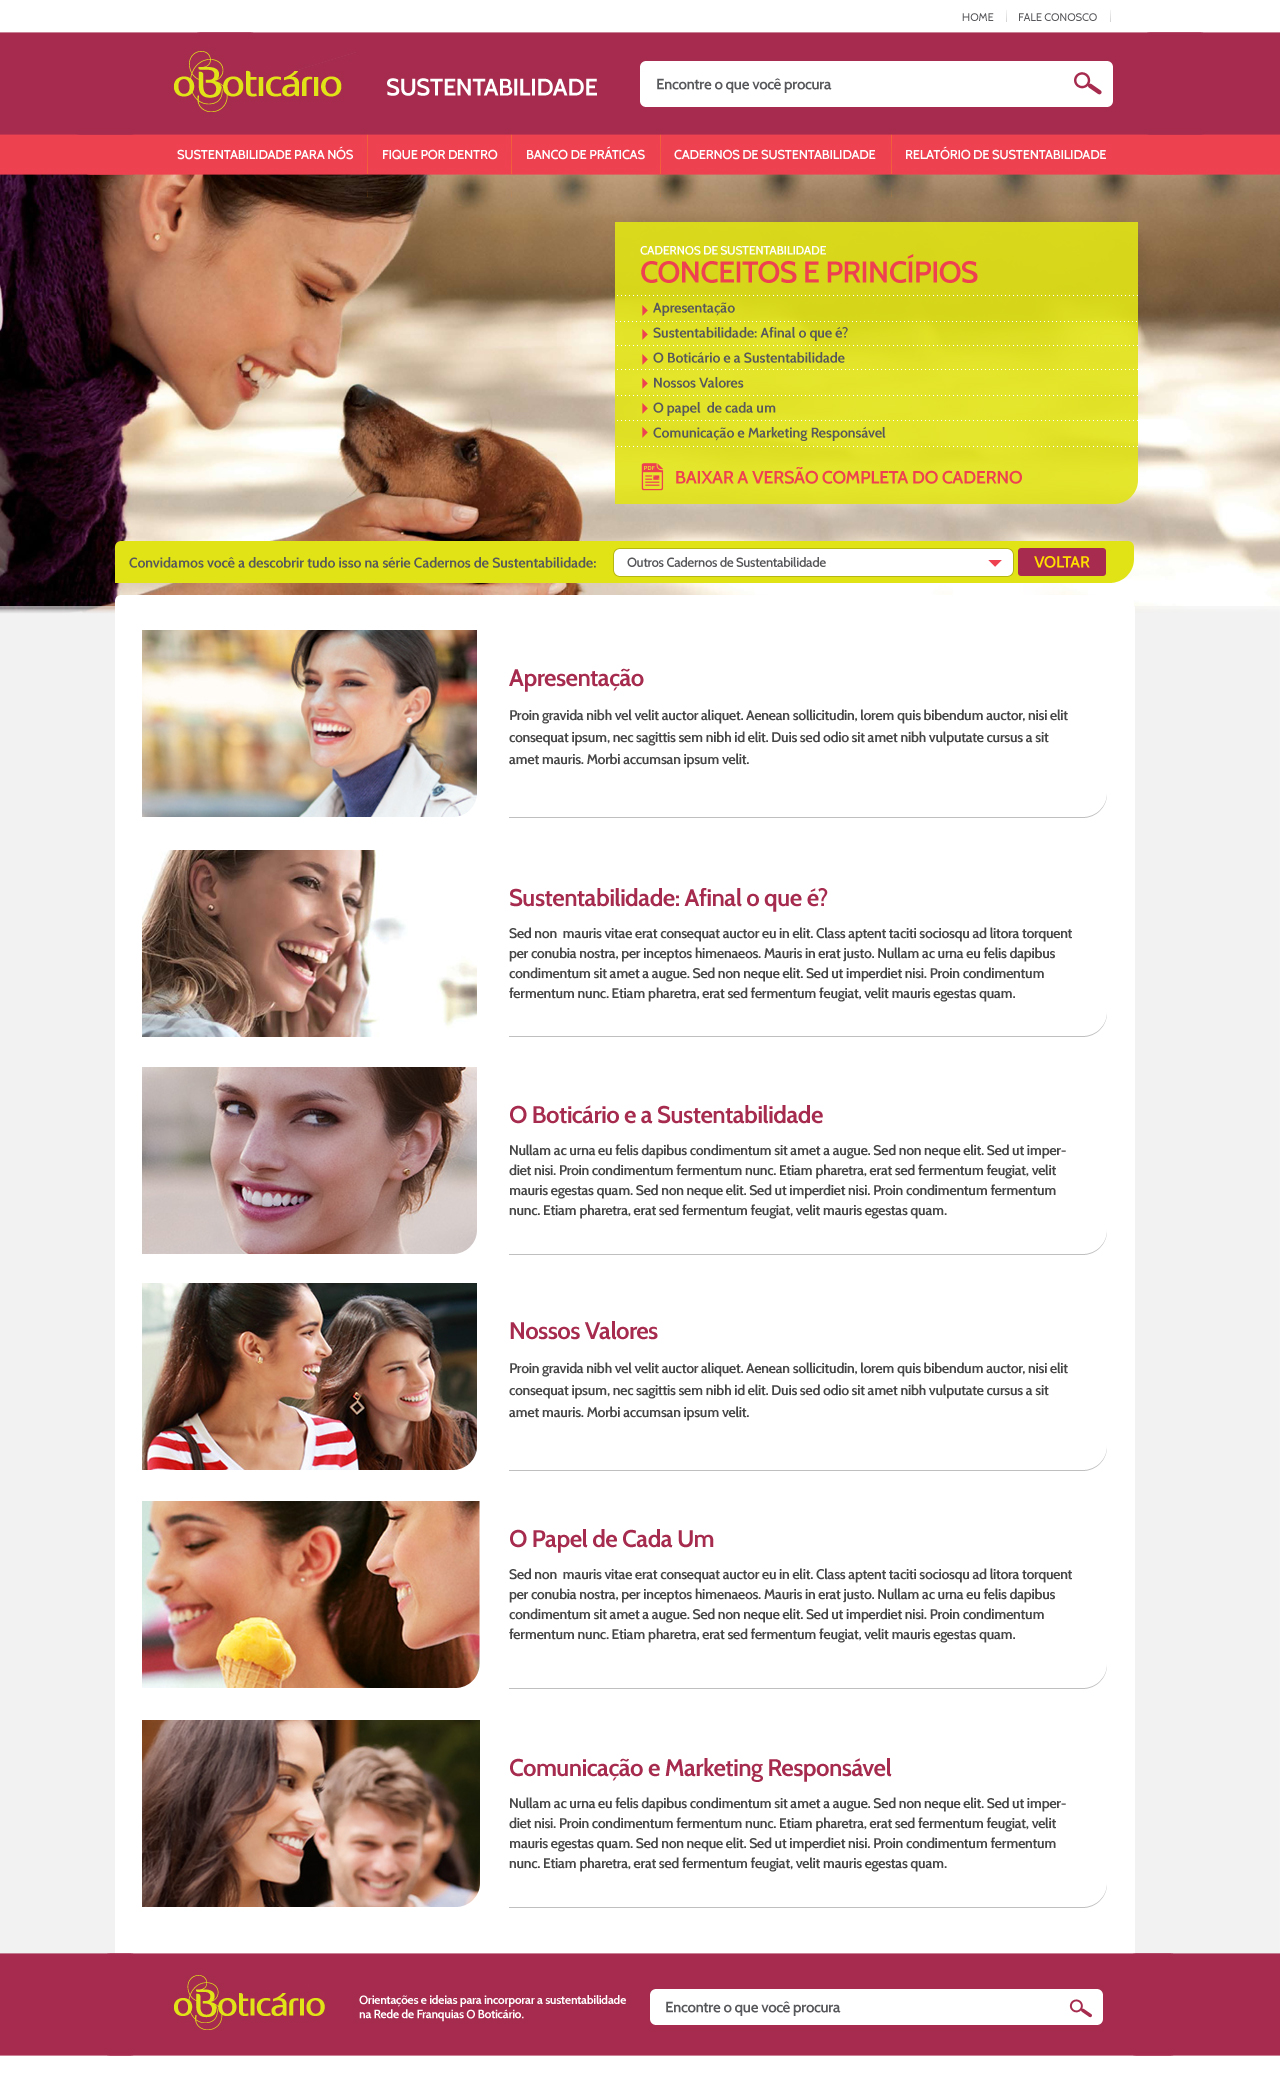 HOME
FALE CONOSCO
oBoticário
SUSTENTABILIDADE
Encontre o que você procura
SUSTENTABILIDADE PARA NÓS
FIQUE POR DENTRO
BANCO DE PRÁTICAS
CADERNOS DE SUSTENTABILIDADE
RELATÓRIO DE SUSTENTABILIDADE
CADERNOS DE SUSTENTABILIDADE
CONCEITOS E PRINCÍPIOS
Apresentação
Sustentabilidade: Afinal o que é?
O Boticário e a Sustentabilidade
Nossos Valores
O papel de cada um
Comunicação e Marketing Responsável
PDF
BAIXAR A VERSÃO COMPLETA DO CADERNO
Convidamos você a descobrir tudo isso na série Cadernos de Sustentabilidade:
Outros Cadernos de Sustentabilidade
VOLTAR
Apresentação
Proin gravida nibh vel velit auctor aliquet. Aenean sollicitudin, lorem quis bibendum auctor, nisi elit
consequat ipsum, nec sagittis sem nibh id elit. Duis sed odio sit amet nibh vulputate cursus a sit
amet mauris. Morbi accumsan ipsum velit.
Sustentabilidade: Afinal o que é?
Sed non mauris vitae erat consequat auctor eu in elit. Class aptent taciti sociosqu ad litora torquent
per conubia nostra, per inceptos himenaeos. Mauris in erat justo. Nullam ac urna eu felis dapibus
condimentum sit amet a augue. Sed non neque elit. Sed ut imperdiet nisi. Proin condimentum
fermentum nunc. Etiam pharetra, erat sed fermentum feugiat, velit mauris egestas quam.
O Boticário e a Sustentabilidade
Nullam ac urna eu felis dapibus condimentum sit amet a augue. Sed non neque elit. Sed ut imper-
diet nisi. Proin condimentum fermentum nunc. Etiam pharetra, erat sed fermentum feugiat, velit
mauris egestas quam. Sed non neque elit. Sed ut imperdiet nisi. Proin condimentum fermentum
nunc. Etiam pharetra, erat sed fermentum feugiat, velit mauris egestas quam.
Nossos Valores
Proin gravida nibh vel velit auctor aliquet. Aenean sollicitudin, lorem quis bibendum auctor, nisi elit
consequat ipsum, nec sagittis sem nibh id elit. Duis sed odio sit amet nibh vulputate cursus a sit
amet mauris. Morbi accumsan ipsum velit.
O Papel de Cada Um
Sed non mauris vitae erat consequat auctor eu in elit. Class aptent taciti sociosqu ad litora torquent
per conubia nostra, per inceptos himenaeos. Mauris in erat justo. Nullam ac urna eu felis dapibus
condimentum sit amet a augue. Sed non neque elit. Sed ut imperdiet nisi. Proin condimentum
fermentum nunc. Etiam pharetra, erat sed fermentum feugiat, velit mauris egestas quam.
Comunicação e Marketing Responsável
Nullam ac urna eu felis dapibus condimentum sit amet a augue. Sed non neque elit. Sed ut imper-
diet nisi. Proin condimentum fermentum nunc. Etiam pharetra, erat sed fermentum feugiat, velit
mauris egestas quam. Sed non neque elit. Sed ut imperdiet nisi. Proin condimentum fermentum
nunc. Etiam pharetra, erat sed fermentum feugiat, velit mauris egestas quam.
oBoticário
Orientações e ideias para incorporar a sustentabilidade
na Rede de Franquias O Boticário.
Encontre o que você procura